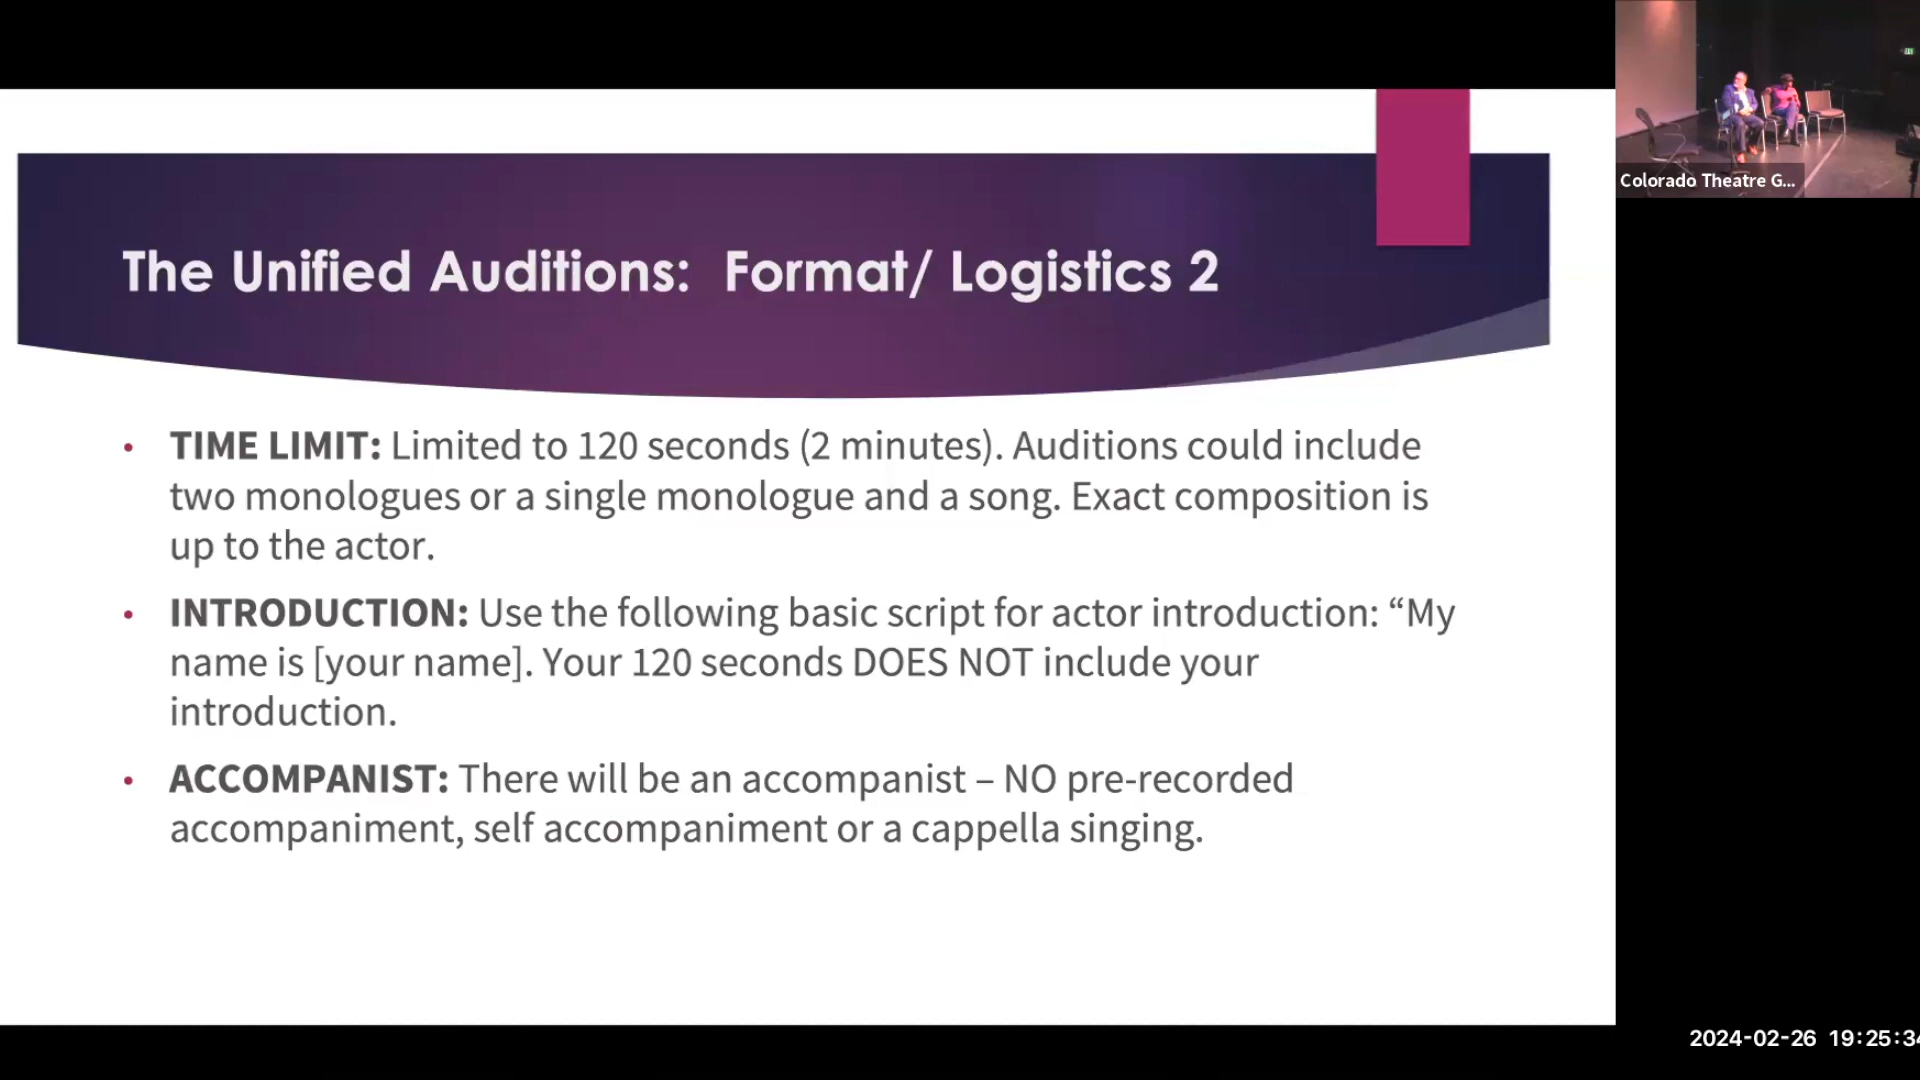 Colorado Theatre G...
The Unified Auditions: Format/ Logistics 2
• TIME LIMIT: Limited to 120 seconds (2 minutes). Auditions could include
two monologues or a single monologue and a song. Exact composition is
up to the actor.
• INTRODUCTION: Use the following basic script for actor introduction: “My
name is [your name]. Your 120 seconds DOES NOT include your
introduction.
• ACCOMPANIST: There will be an accompanist – NO pre-recorded
accompaniment, self accompaniment or a cappella singing.
2024-02-26 19:25:34